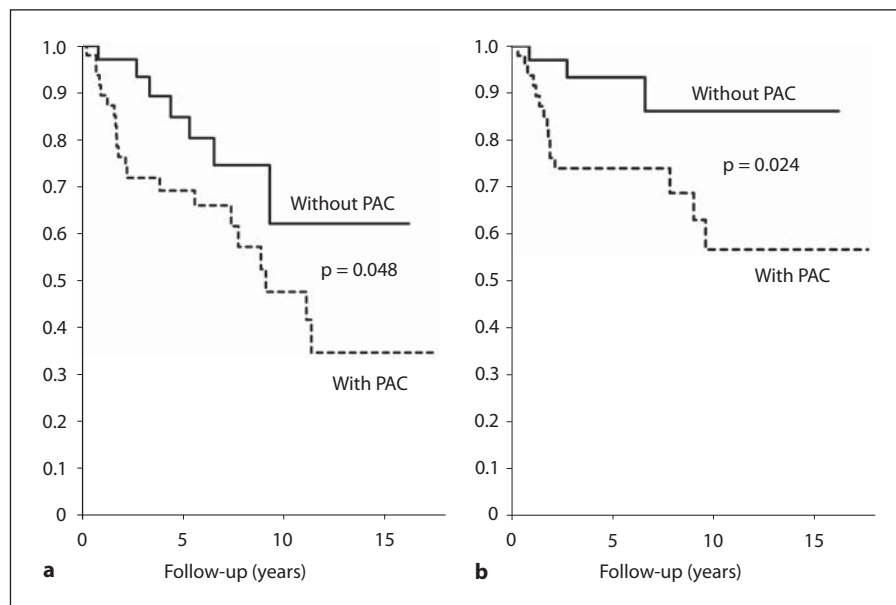 1.0
0.9
0.8
0.7
0.6
0.5
0.4
0.3
0.2
0.1
0
0 5 10 15
Without PAC
p = 0.048
With PAC
a Follow-up (years)
1.0
0.9
0.8
0.7
0.6
0.5
0.4
0.3
0.2
0.1
0
0 5 10 15
Without PAC
p = 0.024
With PAC
b Follow-up (years)